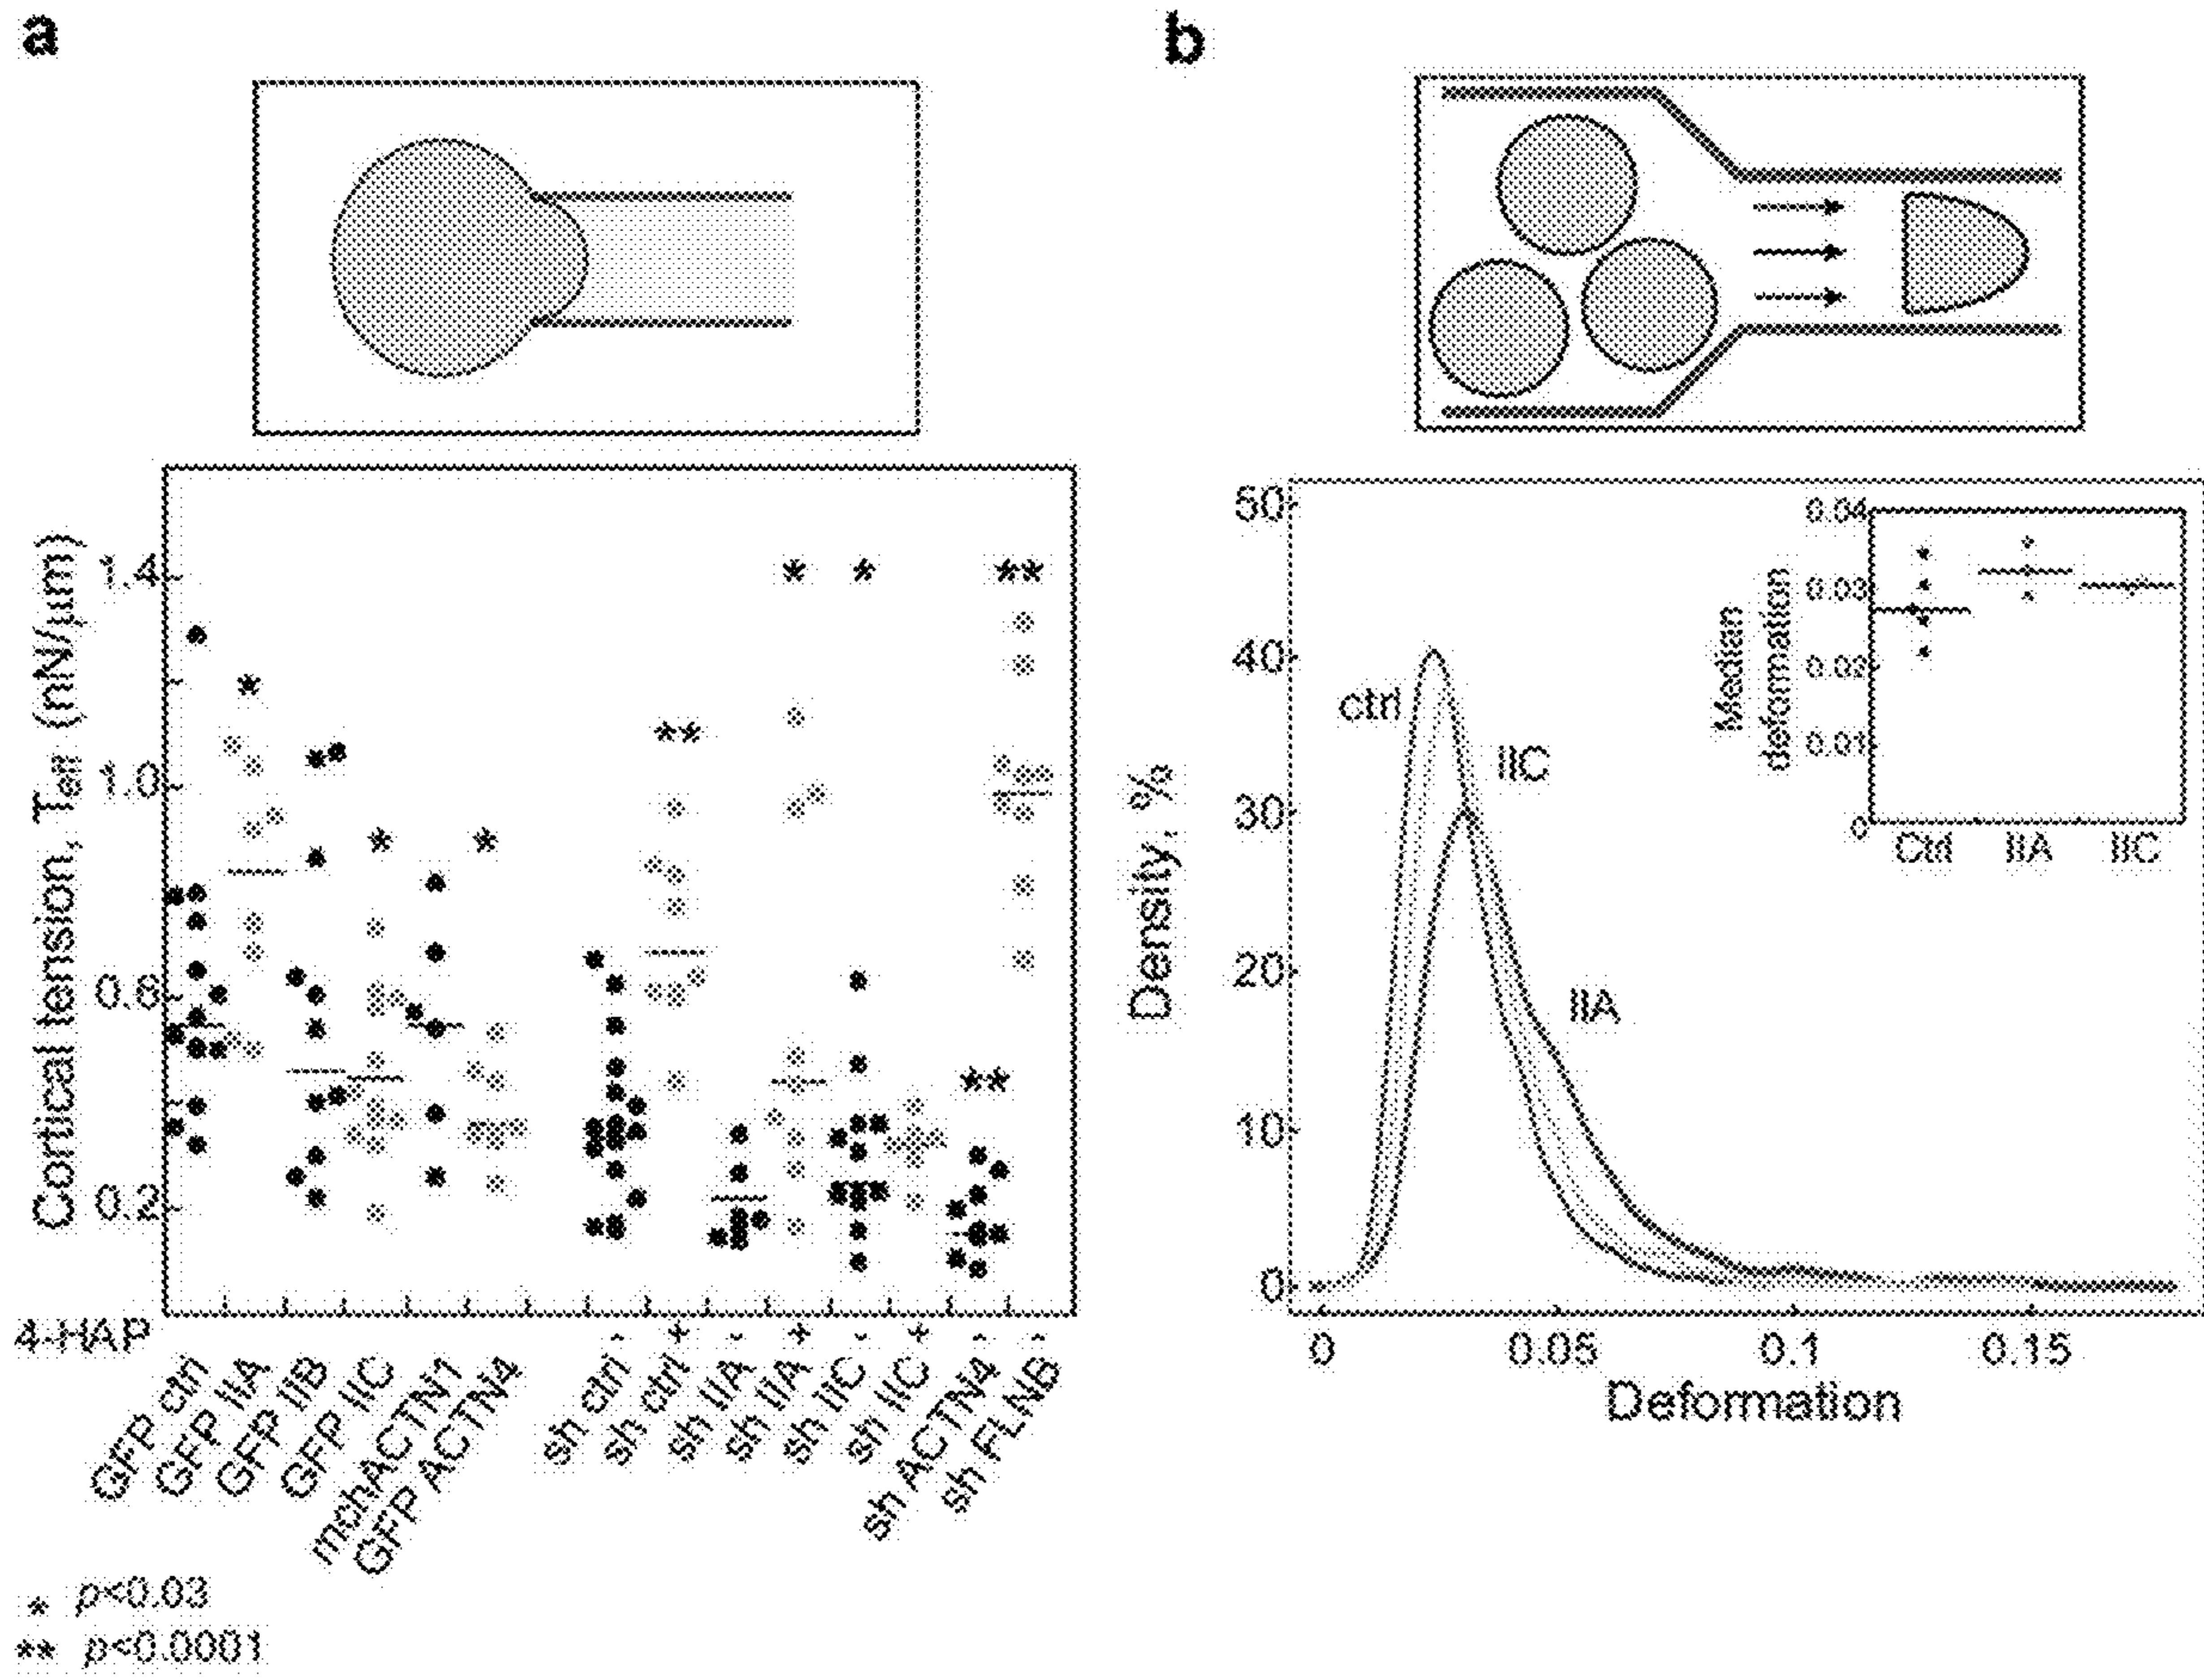 a
b
Cortical tension, Teff (nN/μm)
1.4
1.0
0.6
0.2
* 
**
*
*
*
*
**
**
4-HAP
- + - + - + - -
GFP ctrl
GFP IIA
GFP IIB
GFP IIC
mchACTN1
GFP ACTN4
sh ctrl
sh ctrl
sh IIA
sh IIA
sh IIC
sh IIC
sh ACTN4
sh FLNB
* p<0.03
** p<0.0001
Density, %
50
40
30
20
10
0
ctrl
IIC
IIA
0
0.05
0.1
0.15
Deformation
Median
deformation
0.04
0.03
0.02
0.01
0
Ctrl
IIA
IIC